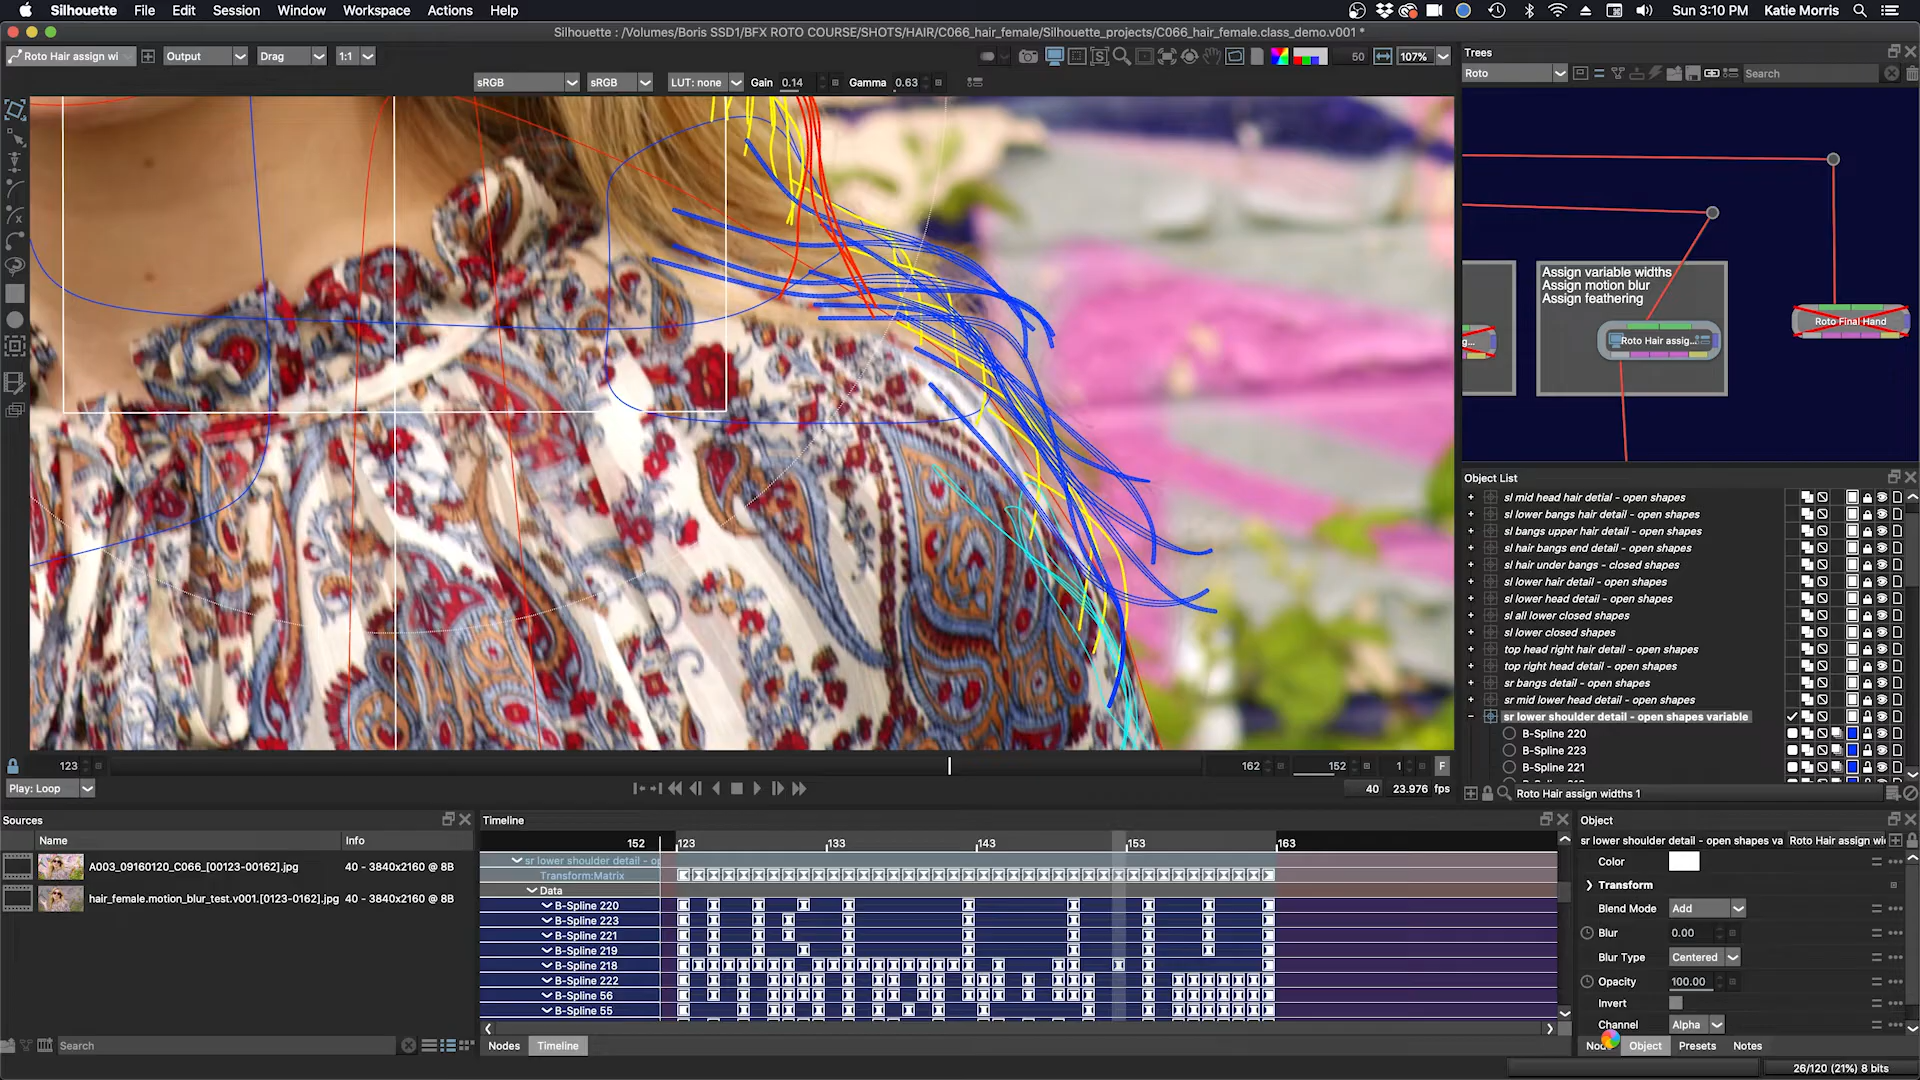 Silhouette File Edit Session Window Workspace Actions Help
Sun 3:10 PM Katie Morris
Silhouette : /Volumes/Boris SSD1/BFX ROTO COURSE/SHOTS/HAIR/C066_hair_female/Silhouette_projects/C066_hair_female.class_demo.v001 *
Roto Hair assign wi Output Drag 1:1 50 107%
sRGB sRGB LUT: none Gain 0.14 Gamma 0.63
Trees
Roto Search
Assign variable widths
Assign motion blur
Assign feathering
Roto Final Hand
g...
Roto Hair assig...
Object List
sl mid head hair detial - open shapes
sl lower bangs hair detail - open shapes
sl bangs upper hair detail - open shapes
sl hair bangs end detail - open shapes
sl hair under bangs - closed shapes
sl lower hair detail - open shapes
sl lower head detail - open shapes
sl all lower closed shapes
sl lower closed shapes
top head right hair detail - open shapes
top right head detail - open shapes
sr bangs detail - open shapes
sr mid lower head detail - open shapes
sr lower shoulder detail - open shapes variable
B-Spline 220
B-Spline 223
B-Spline 221
Roto Hair assign widths 1
123 162 152 1 F
Play: Loop 40 23.976 fps
Sources
Name Info
A003_09160120_C066_[00123-00162].jpg 40 - 3840x2160 @ 8B
hair_female.motion_blur_test.v001.[0123-0162].jpg 40 - 3840x2160 @ 8B
Search
Timeline
152 123 133 143 153 163
sr lower shoulder detail - o
Transform:Matrix
Data
B-Spline 220
B-Spline 223
B-Spline 221
B-Spline 219
B-Spline 218
B-Spline 222
B-Spline 56
B-Spline 55
Nodes Timeline
Object
sr lower shoulder detail - open shapes va Roto Hair assign wi
Color
Transform
Blend Mode Add
Blur 0.00
Blur Type Centered
Opacity 100.00
Invert
Channel Alpha
Object Presets Notes
26/120 (21%) 8 bits